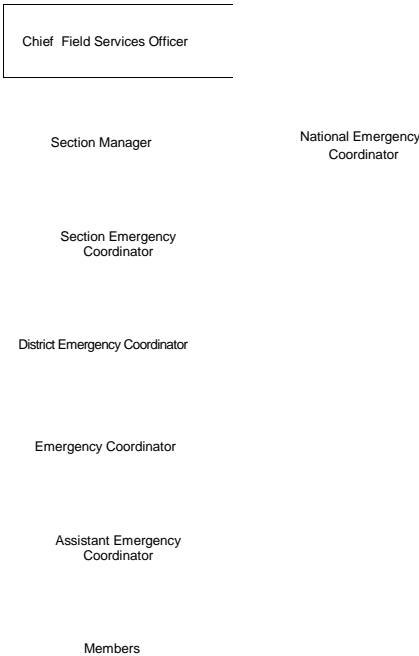 Chief Field Services Officer
Section Manager
National Emergency
Coordinator
Section Emergency
Coordinator
District Emergency Coordinator
Emergency Coordinator
Assistant Emergency
Coordinator
Members